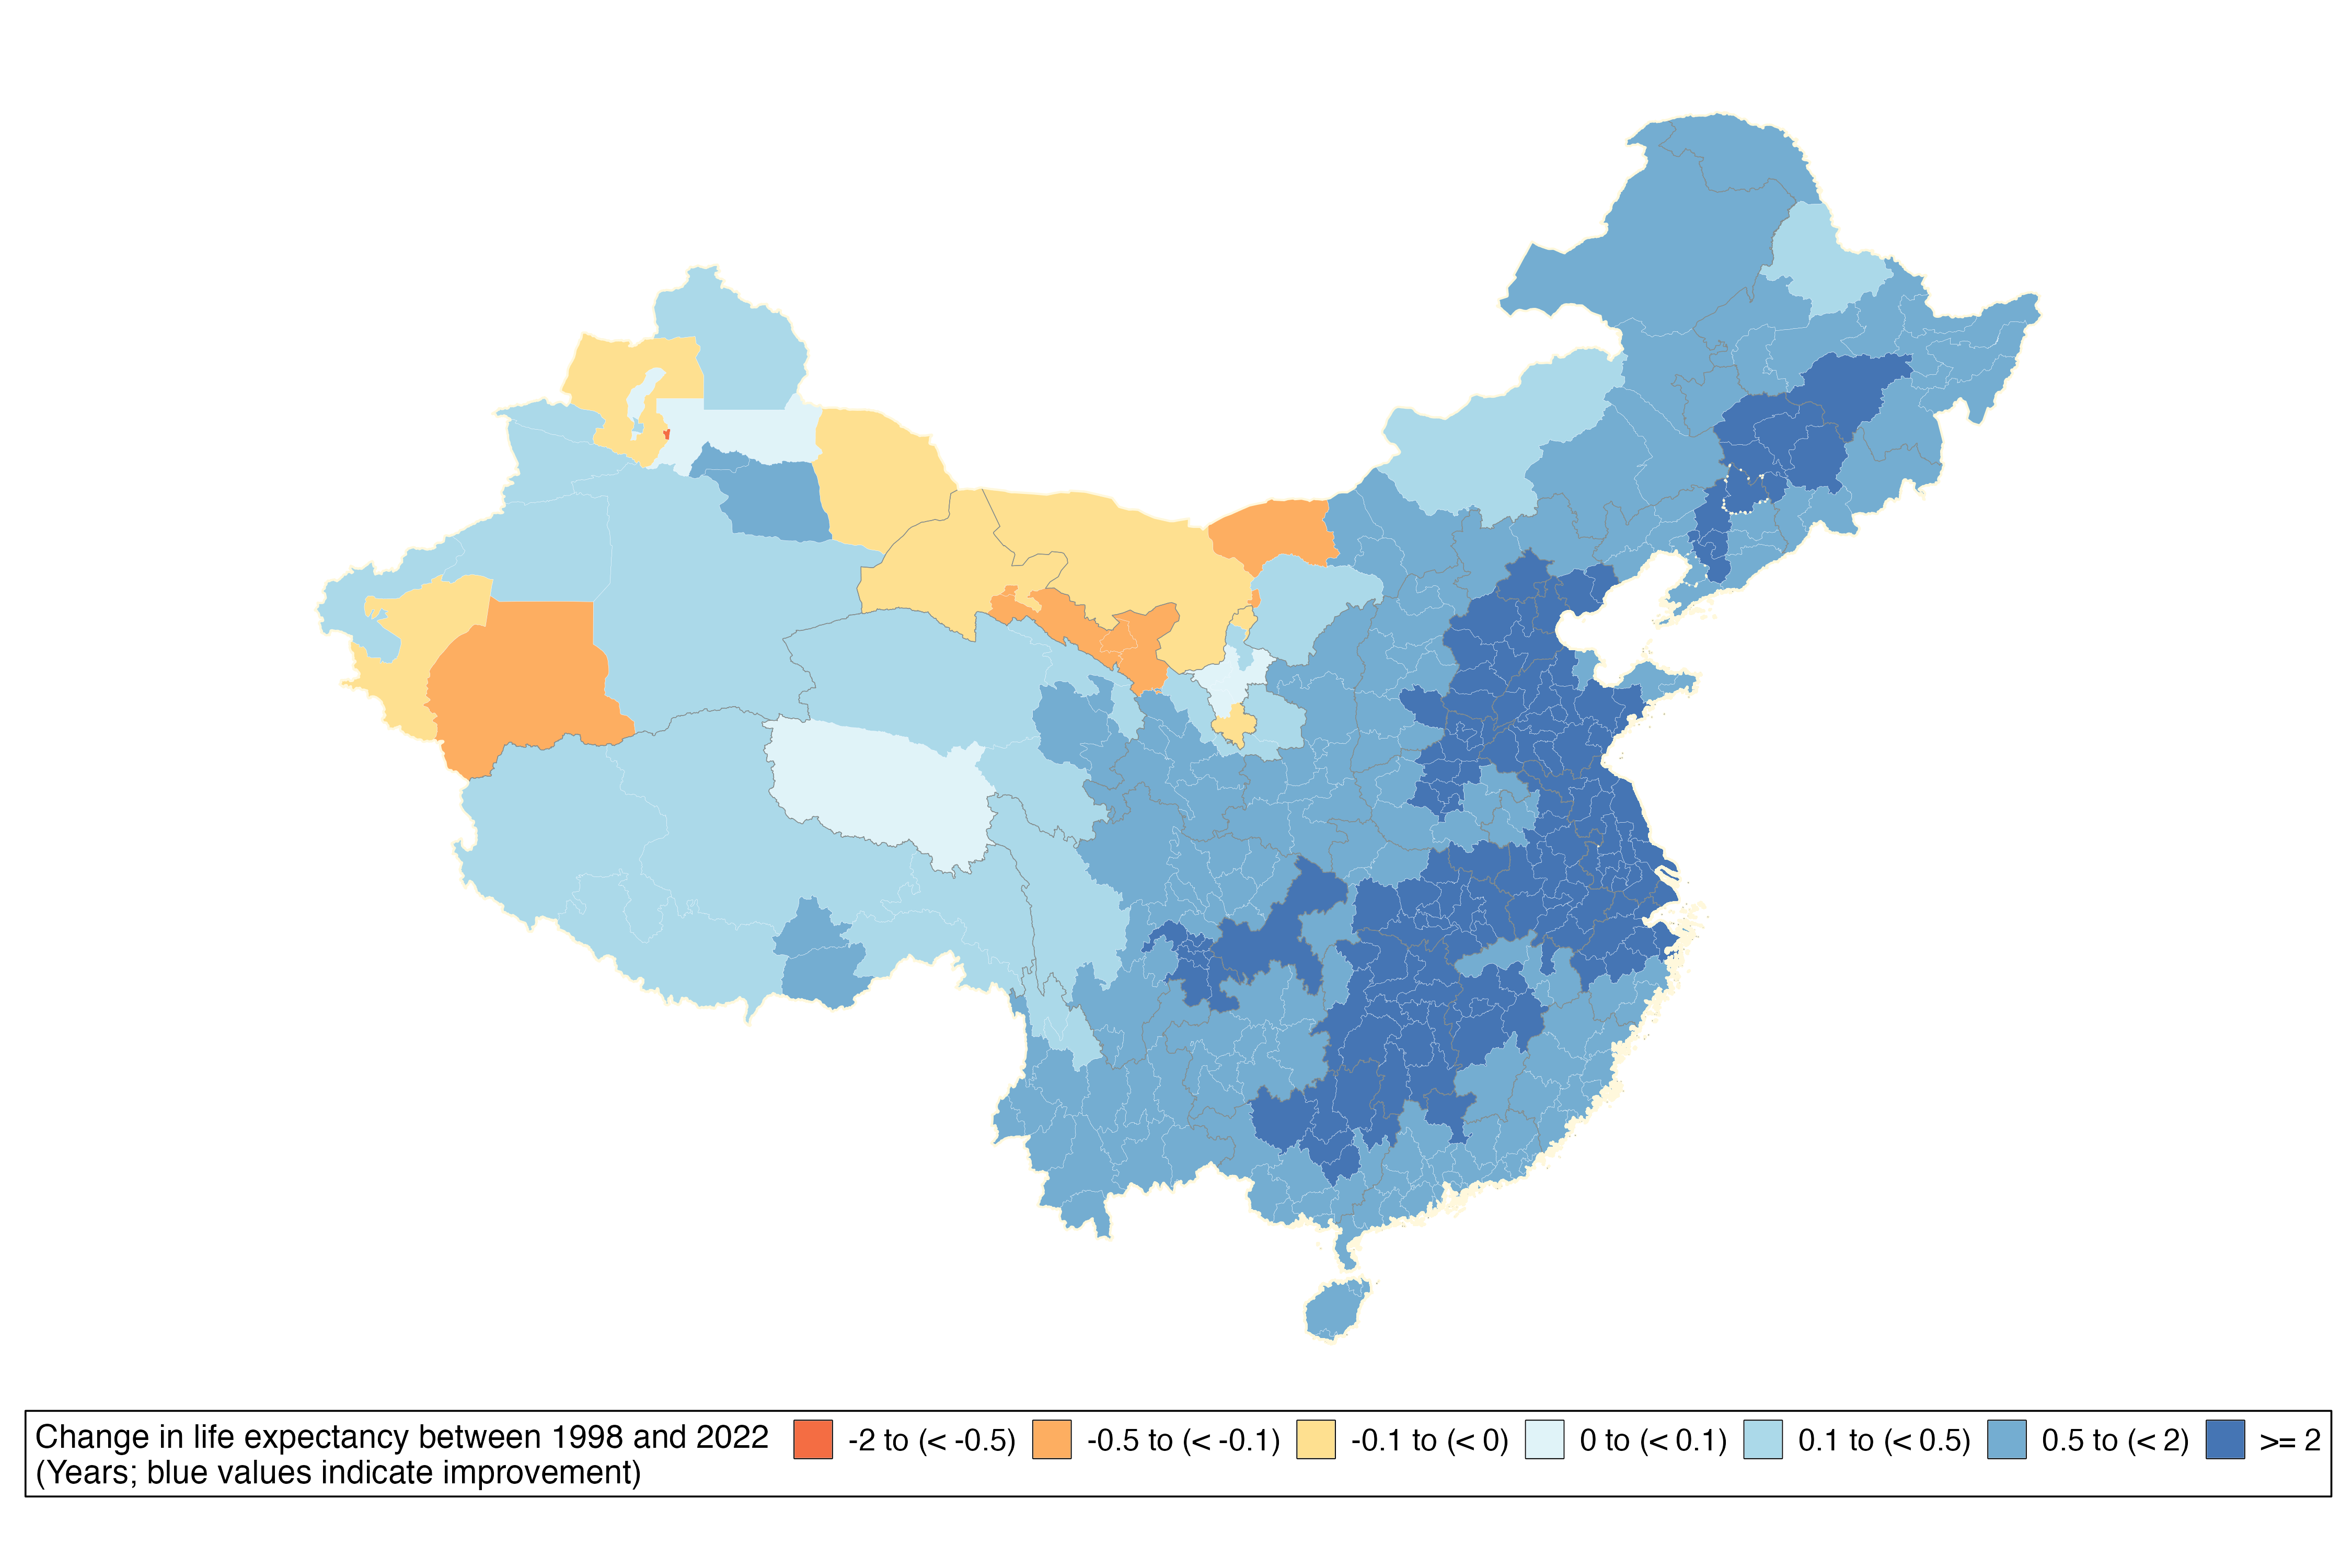 Change in life expectancy between 1998 and 2022
(Years; blue values indicate improvement)
-2 to (< -0.5)
-0.5 to (< -0.1)
-0.1 to (< 0)
0 to (< 0.1)
0.1 to (< 0.5)
0.5 to (< 2)
>= 2